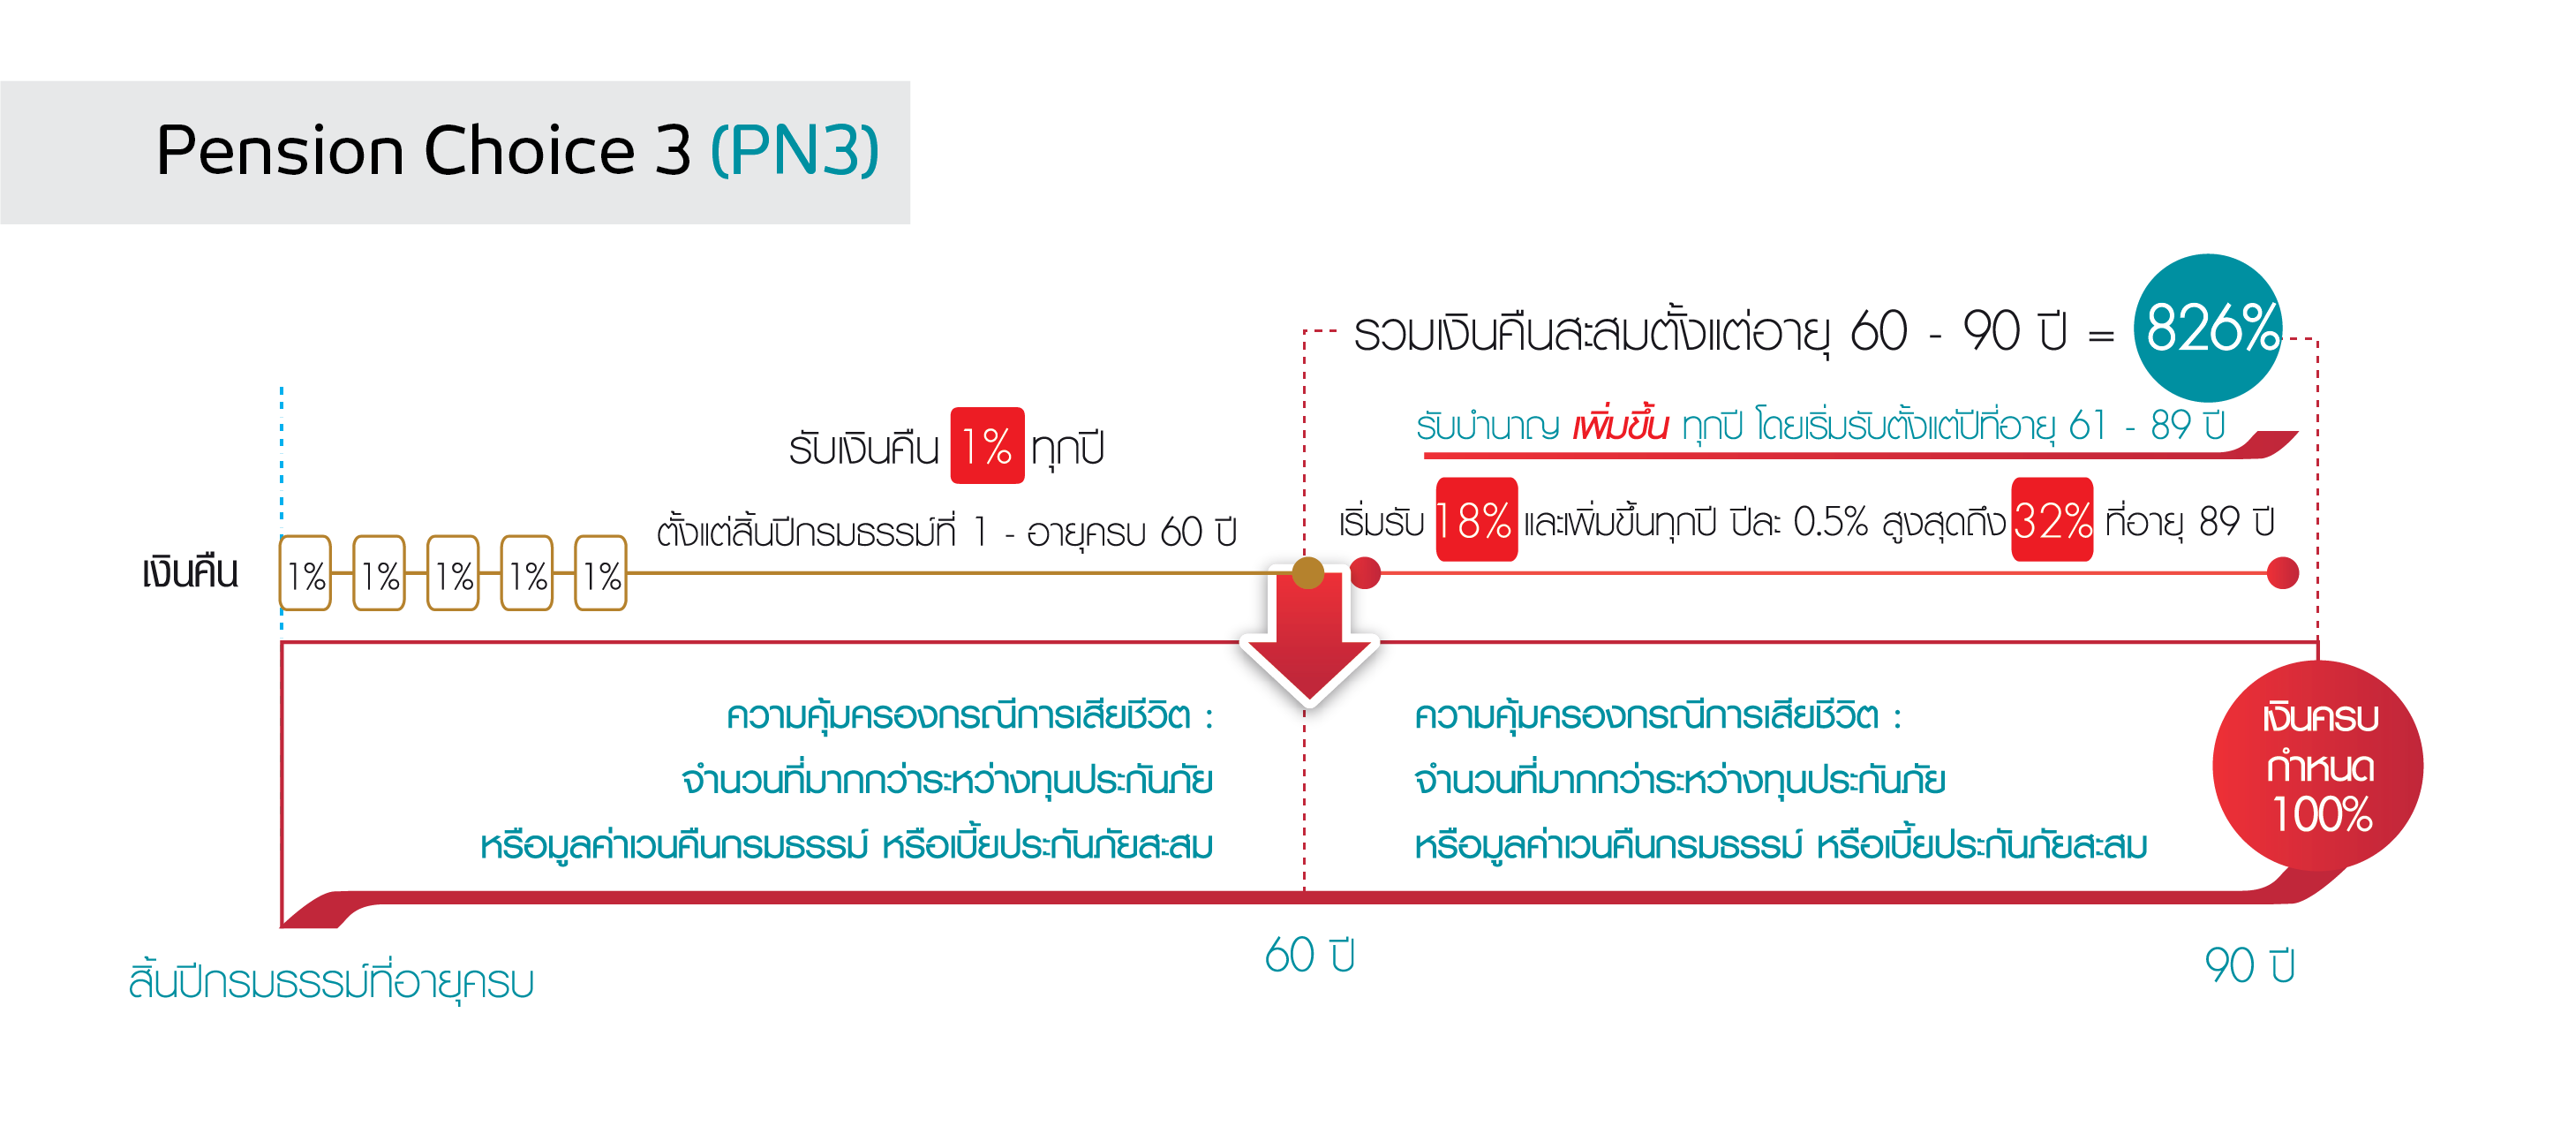 Pension Choice 3 (PN3)
รวมเงินคืนสะสมตั้งแต่อายุ 60 - 90 ปี = 826%
รับบำนาญ เพิ่มขึ้น ทุกปี โดยเริ่มรับตั้งแต่ปีที่อายุ 61 - 89 ปี
รับเงินคืน 1% ทุกปี
ตั้งแต่สิ้นปีกรมธรรม์ที่ 1 - อายุครบ 60 ปี
เริ่มรับ 18% และเพิ่มขึ้นทุกปี ปีละ 0.5% สูงสุดถึง 32% ที่อายุ 89 ปี
เงินคืน 1% 1% 1% 1% 1%
ความคุ้มครองกรณีการเสียชีวิต :
จำนวนที่มากกว่าระหว่างทุนประกันภัย
หรือมูลค่าเวนคืนกรมธรรม์ หรือเบี้ยประกันภัยสะสม
ความคุ้มครองกรณีการเสียชีวิต :
จำนวนที่มากกว่าระหว่างทุนประกันภัย
หรือมูลค่าเวนคืนกรมธรรม์ หรือเบี้ยประกันภัยสะสม
เงินครบ
กำหนด
100%
สิ้นปีกรมธรรม์ที่อายุครบ
60 ปี
90 ปี